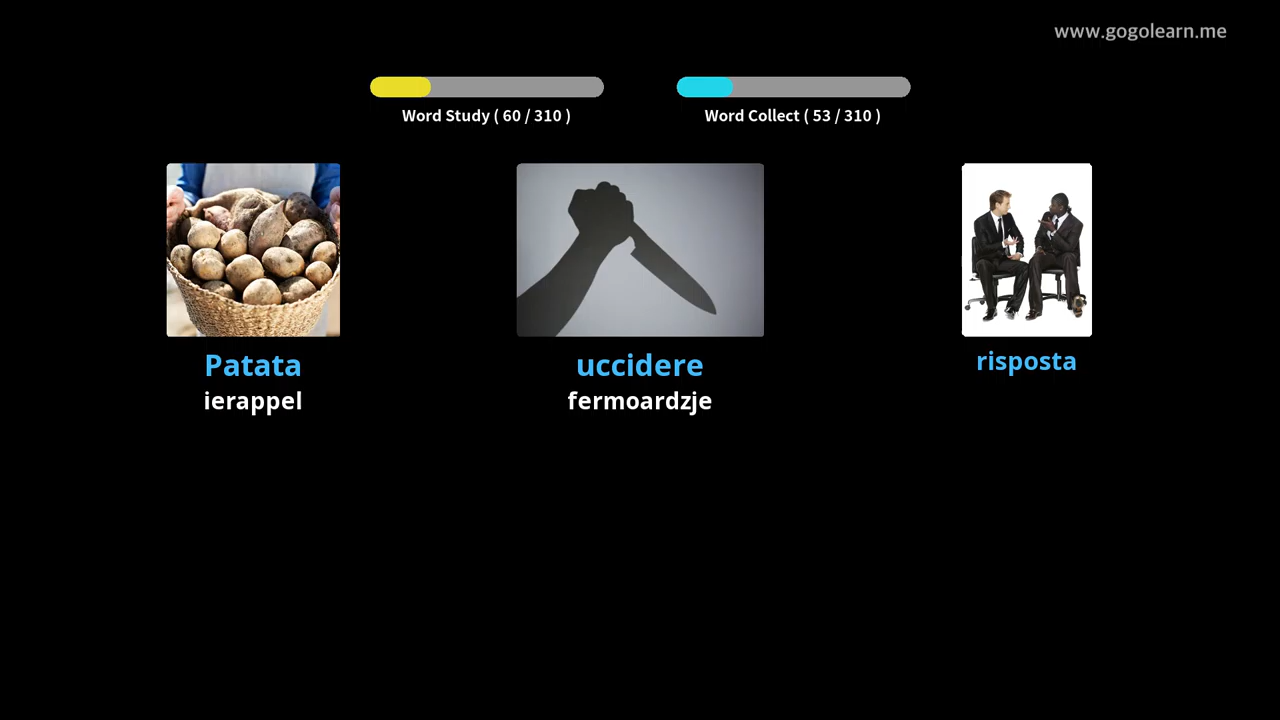 www.gogolearn.me
Word Study ( 60 / 310 )
Word Collect ( 53 / 310 )
Patata
ierappel
uccidere
fermoardzje
risposta